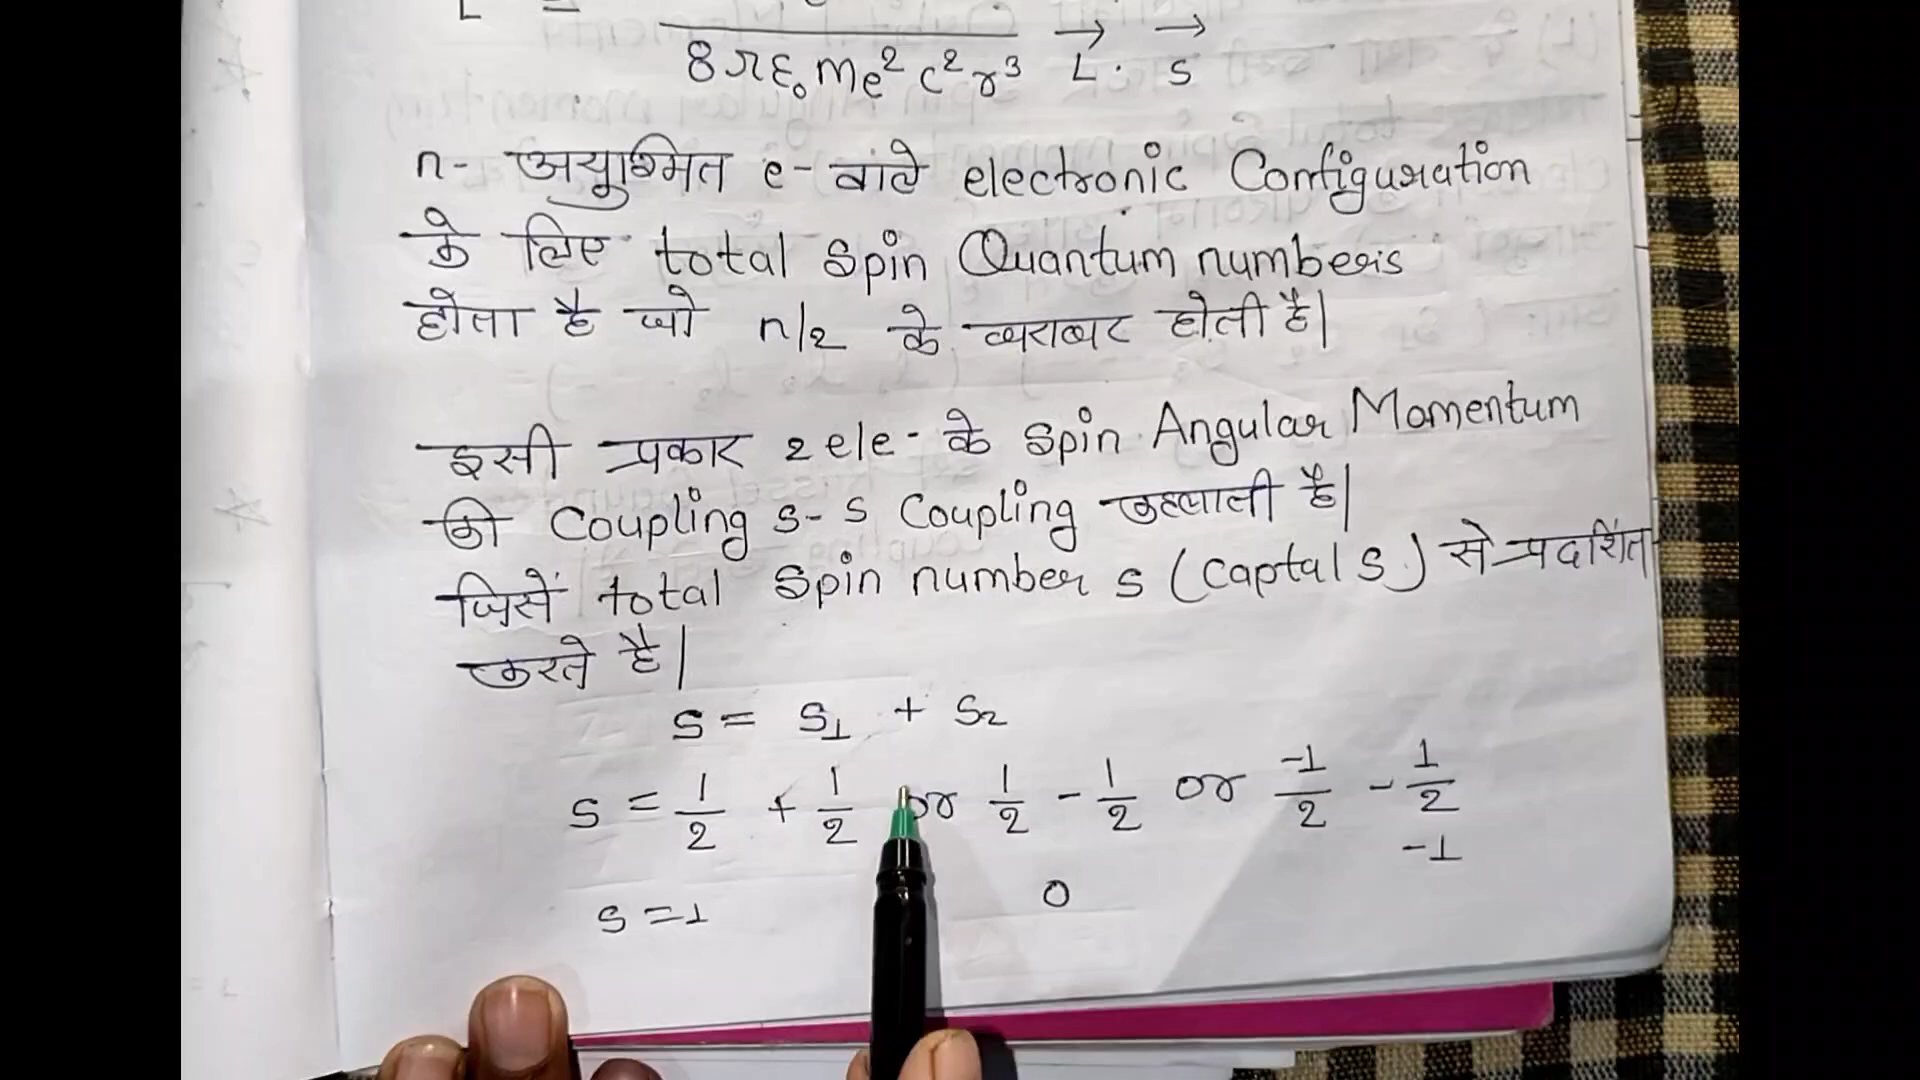 L =
8πε₀me²c²r³ L⃗ . s⃗
n- अयुग्मित e- वाले electronic Configuration
के लिए total spin Quantum numbers
होता है जो n/2 के बराबर होती है|
इसी प्रकार 2 ele- के spin Angular Momentum
की Coupling s-s Coupling कहलाती है|
जिसें total spin number s (captal s) से प्रदर्शित
करते है|
s = s₁ + s₂
s = 1/2 + 1/2 or 1/2 - 1/2 or -1/2 - 1/2
-1
s = 1 0